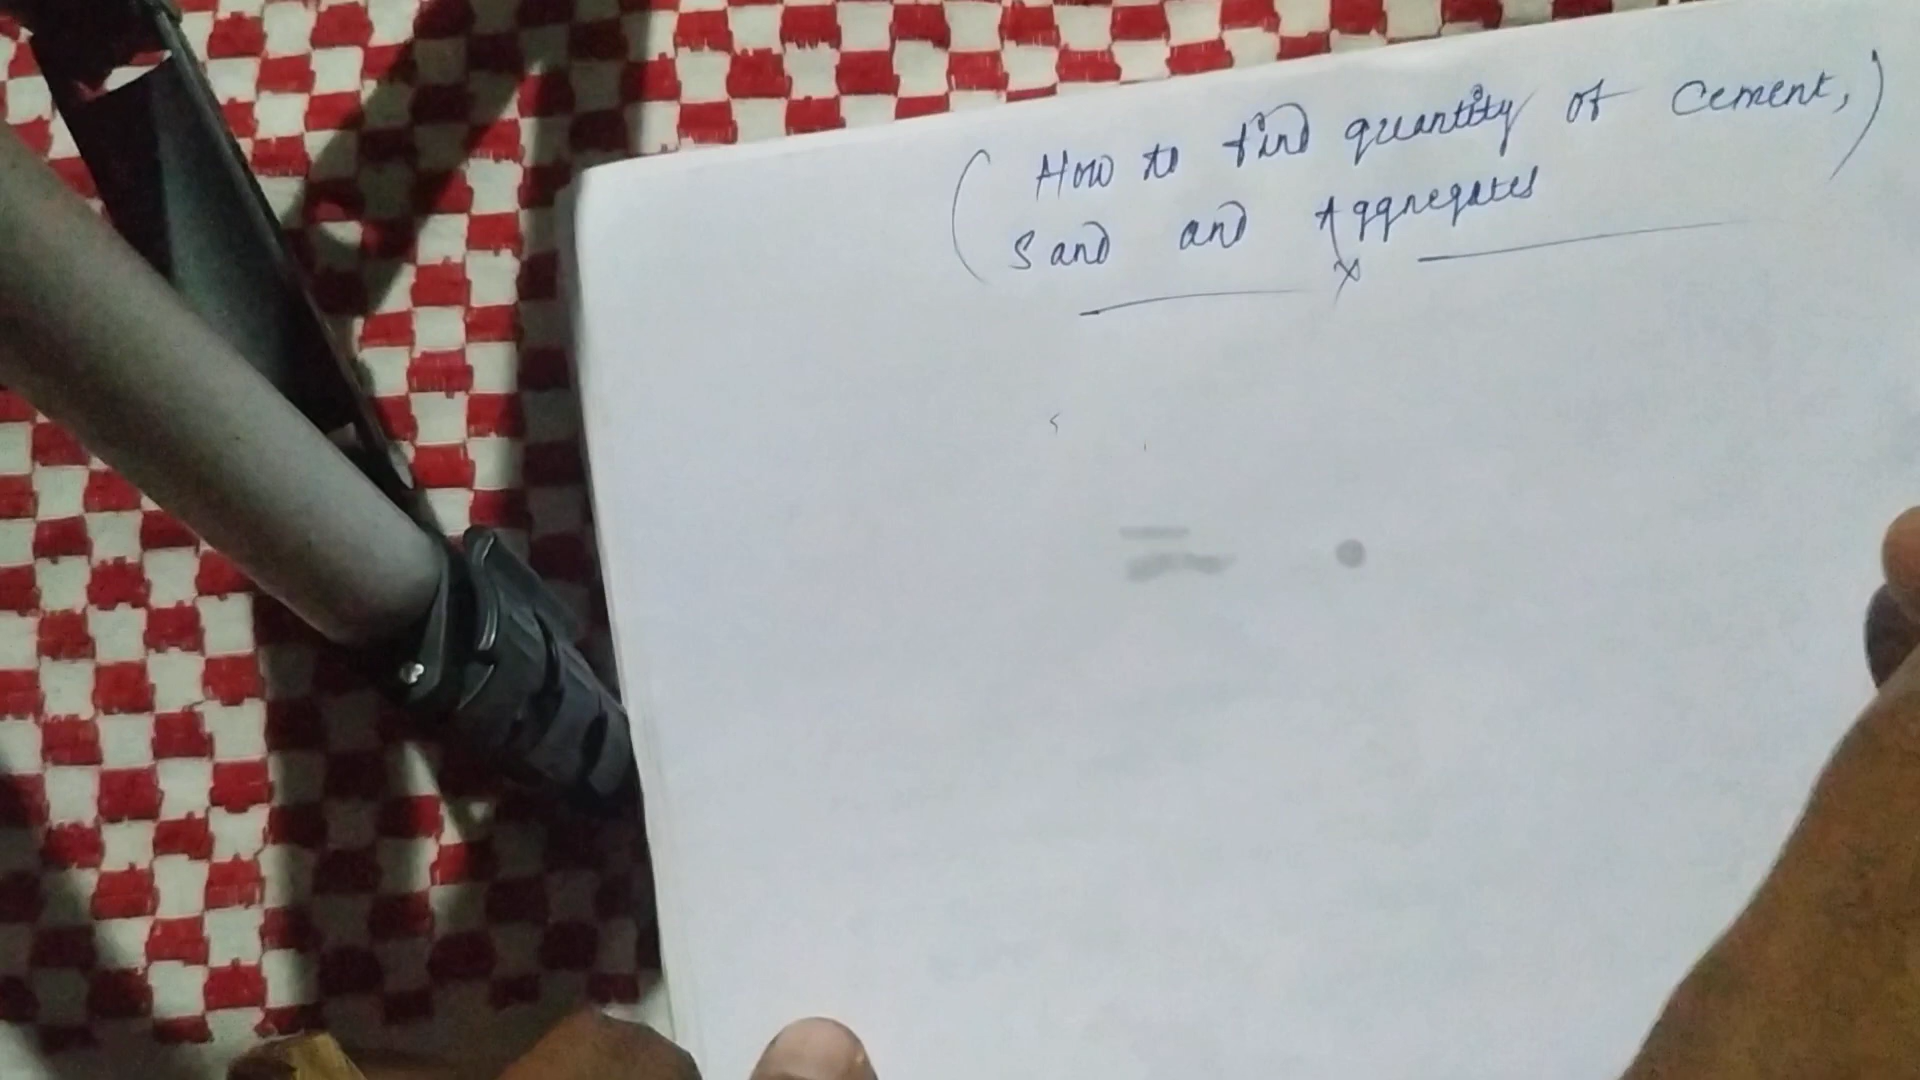 (How to find quantity of Cement,)
Sand and Aggregates